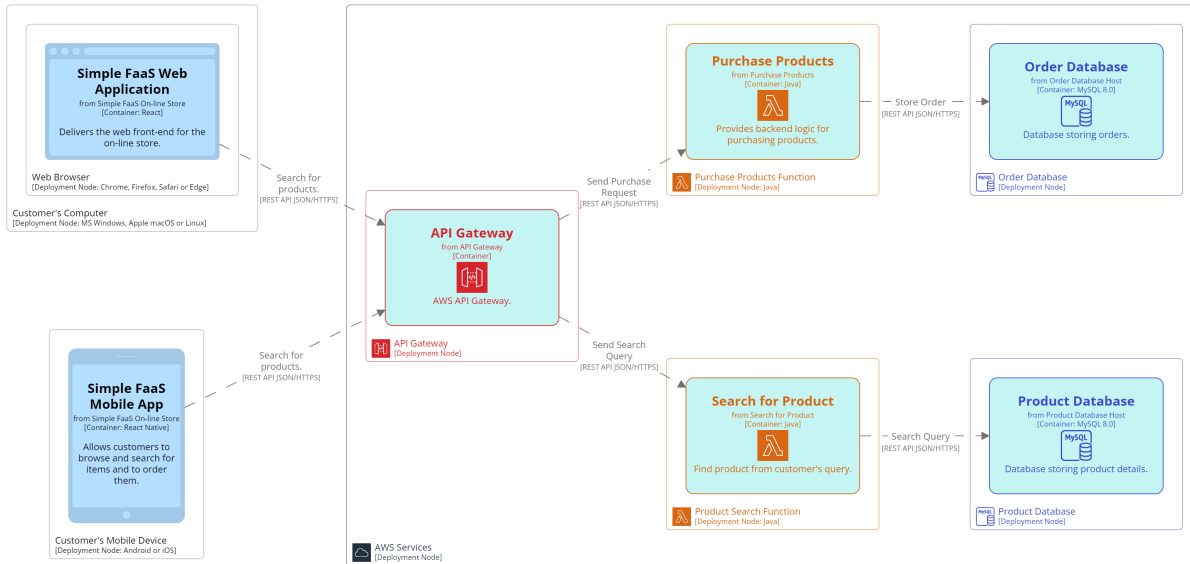 Simple FaaS Web
Application
from Simple FaaS On-line Store
[Container: React]
Delivers the web front-end for the
on-line store.
Web Browser
[Deployment Node: Chrome, Firefox, Safari or Edge]
Customer's Computer
[Deployment Node: MS Windows, Apple macOS or Linux]
Search for
products.
[REST API JSON/HTTPS]
Simple FaaS
Mobile App
from Simple FaaS On-line Store
[Container: React Native]
Allows customers to
browse and search for
items and to order
them.
Customer's Mobile Device
[Deployment Node: Android or iOS]
Search for
products.
[REST API JSON/HTTPS]
API Gateway
from API Gateway
[Container]
AWS API Gateway.
API Gateway
[Deployment Node]
Send Purchase
Request
[REST API JSON/HTTPS]
Send Search
Query
[REST API JSON/HTTPS]
Purchase Products
from Purchase Products
[Container: Java]
Provides backend logic for
purchasing products.
Purchase Products Function
[Deployment Node: Java]
Store Order
[REST API JSON/HTTPS]
Order Database
from Order Database Host
[Container: MySQL 8.0]
MySQL
Database storing orders.
MySQL
Order Database
[Deployment Node]
Search for Product
from Search for Product
[Container: Java]
Find product from customer's query.
Product Search Function
[Deployment Node: Java]
Search Query
[REST API JSON/HTTPS]
Product Database
from Product Database Host
[Container: MySQL 8.0]
MySQL
Database storing product details.
MySQL
Product Database
[Deployment Node]
AWS Services
[Deployment Node]